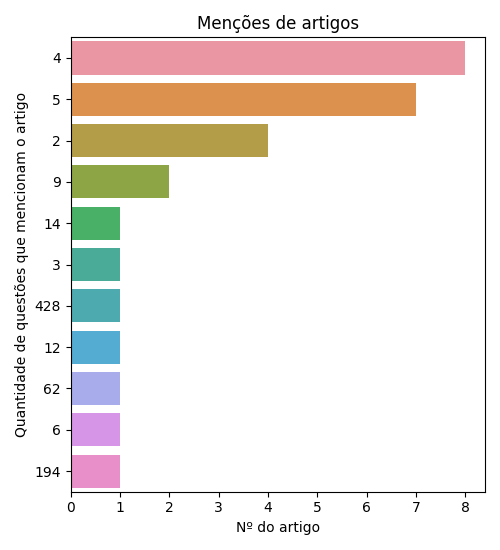 Menções de artigos
Quantidade de questões que mencionam o artigo
4
5
2
9
14
3
428
12
62
6
194
0 1 2 3 4 5 6 7 8
Nº do artigo